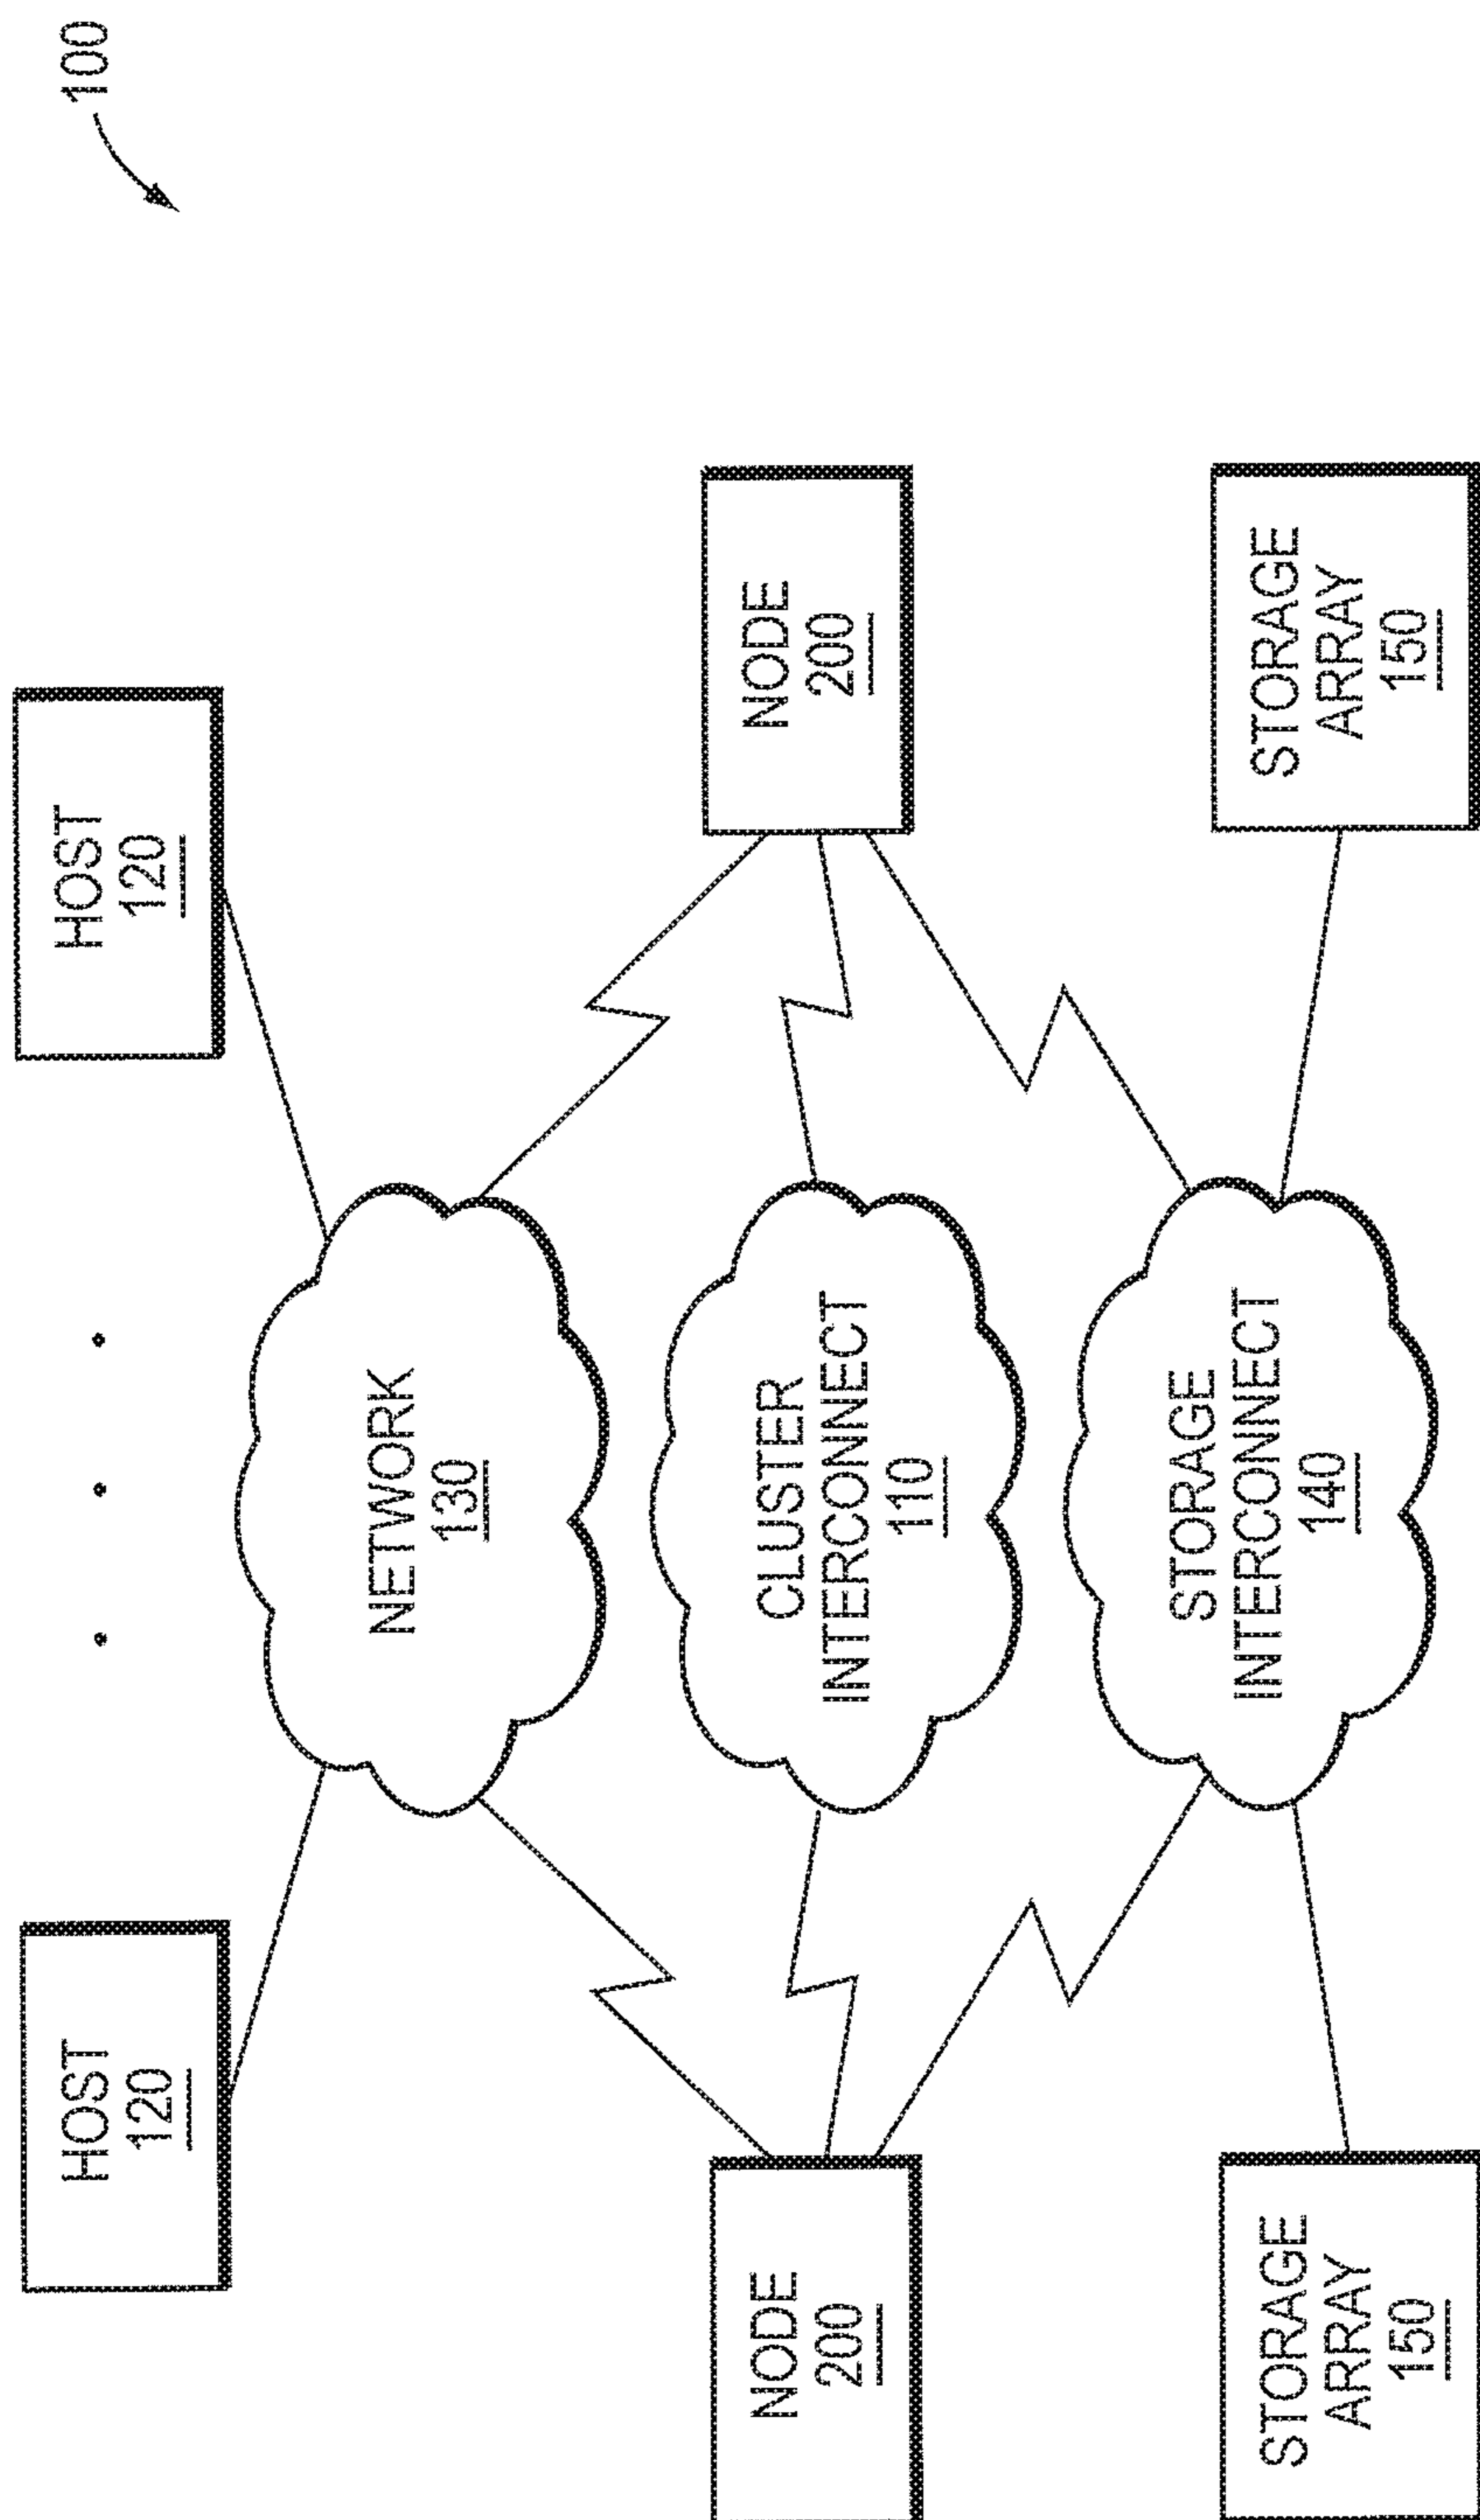 100
HOST
120
HOST
120
NETWORK
130
NODE
200
CLUSTER
INTERCONNECT
110
NODE
200
STORAGE
INTERCONNECT
140
STORAGE
ARRAY
150
STORAGE
ARRAY
150